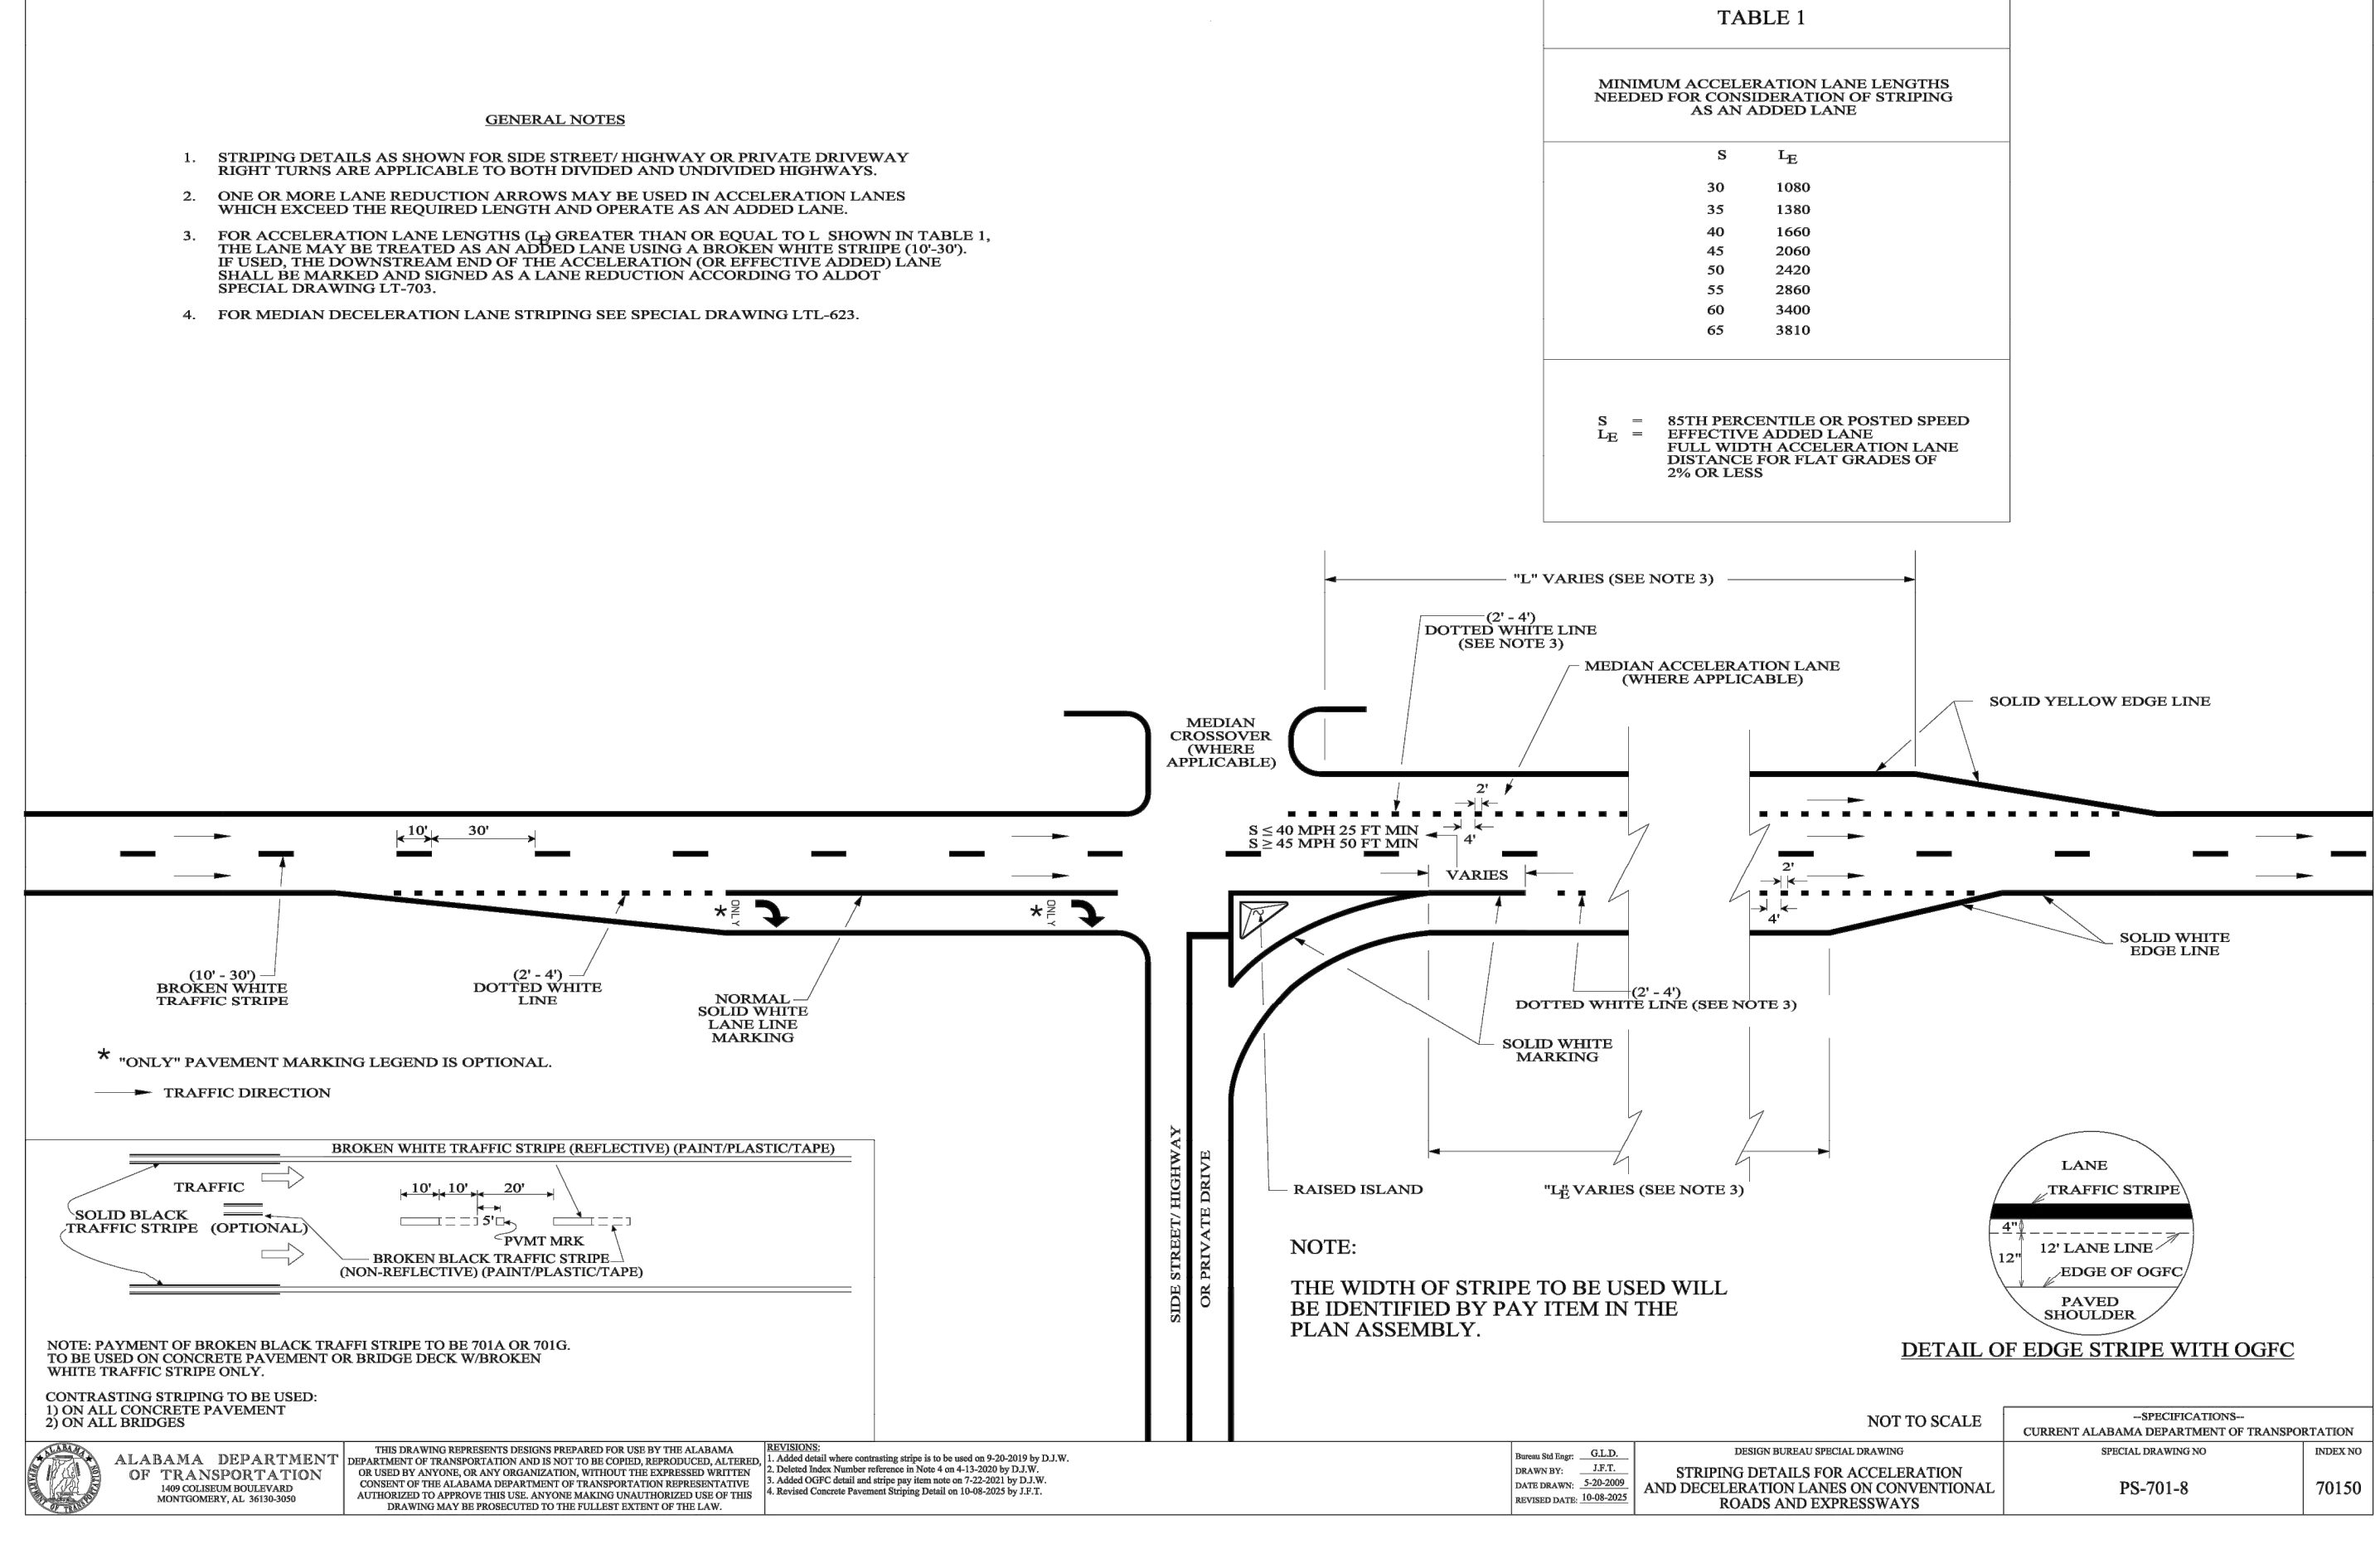 TABLE 1
MINIMUM ACCELERATION LANE LENGTHS
NEEDED FOR CONSIDERATION OF STRIPING
AS AN ADDED LANE
S LE
30 1080
35 1380
40 1660
45 2060
50 2420
55 2860
60 3400
65 3810
S = 85TH PERCENTILE OR POSTED SPEED
LE = EFFECTIVE ADDED LANE
FULL WIDTH ACCELERATION LANE
DISTANCE FOR FLAT GRADES OF
2% OR LESS
GENERAL NOTES
1. STRIPING DETAILS AS SHOWN FOR SIDE STREET/ HIGHWAY OR PRIVATE DRIVEWAY
RIGHT TURNS ARE APPLICABLE TO BOTH DIVIDED AND UNDIVIDED HIGHWAYS.
2. ONE OR MORE LANE REDUCTION ARROWS MAY BE USED IN ACCELERATION LANES
WHICH EXCEED THE REQUIRED LENGTH AND OPERATE AS AN ADDED LANE.
3. FOR ACCELERATION LANE LENGTHS (LE) GREATER THAN OR EQUAL TO L SHOWN IN TABLE 1,
THE LANE MAY BE TREATED AS AN ADDED LANE USING A BROKEN WHITE STRIIPE (10'-30').
IF USED, THE DOWNSTREAM END OF THE ACCELERATION (OR EFFECTIVE ADDED) LANE
SHALL BE MARKED AND SIGNED AS A LANE REDUCTION ACCORDING TO ALDOT
SPECIAL DRAWING LT-703.
4. FOR MEDIAN DECELERATION LANE STRIPING SEE SPECIAL DRAWING LTL-623.
"L" VARIES (SEE NOTE 3)
(2' - 4')
DOTTED WHITE LINE
(SEE NOTE 3)
MEDIAN ACCELERATION LANE
(WHERE APPLICABLE)
SOLID YELLOW EDGE LINE
MEDIAN
CROSSOVER
(WHERE
APPLICABLE)
2'
10' 30'
S ≤ 40 MPH 25 FT MIN
S ≥ 45 MPH 50 FT MIN
4'
VARIES
2'
4'
* ONLY
* ONLY
2
(10' - 30')
BROKEN WHITE
TRAFFIC STRIPE
(2' - 4')
DOTTED WHITE
LINE
NORMAL
SOLID WHITE
LANE LINE
MARKING
(2' - 4')
DOTTED WHITE LINE (SEE NOTE 3)
SOLID WHITE
EDGE LINE
SOLID WHITE
MARKING
* "ONLY" PAVEMENT MARKING LEGEND IS OPTIONAL.
TRAFFIC DIRECTION
SIDE STREET/ HIGHWAY
OR PRIVATE DRIVE
RAISED ISLAND
"LE" VARIES (SEE NOTE 3)
BROKEN WHITE TRAFFIC STRIPE (REFLECTIVE) (PAINT/PLASTIC/TAPE)
TRAFFIC
10' 10' 20'
SOLID BLACK
TRAFFIC STRIPE (OPTIONAL)
5'
PVMT MRK
BROKEN BLACK TRAFFIC STRIPE
(NON-REFLECTIVE) (PAINT/PLASTIC/TAPE)
NOTE: PAYMENT OF BROKEN BLACK TRAFFI STRIPE TO BE 701A OR 701G.
TO BE USED ON CONCRETE PAVEMENT OR BRIDGE DECK W/BROKEN
WHITE TRAFFIC STRIPE ONLY.
CONTRASTING STRIPING TO BE USED:
1) ON ALL CONCRETE PAVEMENT
2) ON ALL BRIDGES
NOTE:
THE WIDTH OF STRIPE TO BE USED WILL
BE IDENTIFIED BY PAY ITEM IN THE
PLAN ASSEMBLY.
LANE
TRAFFIC STRIPE
4"
12' LANE LINE
12"
EDGE OF OGFC
PAVED
SHOULDER
DETAIL OF EDGE STRIPE WITH OGFC
NOT TO SCALE
--SPECIFICATIONS--
CURRENT ALABAMA DEPARTMENT OF TRANSPORTATION
ALABAMA DEPARTMENT
OF TRANSPORTATION
1409 COLISEUM BOULEVARD
MONTGOMERY, AL 36130-3050
THIS DRAWING REPRESENTS DESIGNS PREPARED FOR USE BY THE ALABAMA
DEPARTMENT OF TRANSPORTATION AND IS NOT TO BE COPIED, REPRODUCED, ALTERED,
OR USED BY ANYONE, OR ANY ORGANIZATION, WITHOUT THE EXPRESSED WRITTEN
CONSENT OF THE ALABAMA DEPARTMENT OF TRANSPORTATION REPRESENTATIVE
AUTHORIZED TO APPROVE THIS USE. ANYONE MAKING UNAUTHORIZED USE OF THIS
DRAWING MAY BE PROSECUTED TO THE FULLEST EXTENT OF THE LAW.
REVISIONS:
1. Added detail where contrasting stripe is to be used on 9-20-2019 by D.J.W.
2. Deleted Index Number reference in Note 4 on 4-13-2020 by D.J.W.
3. Added OGFC detail and stripe pay item note on 7-22-2021 by D.J.W.
4. Revised Concrete Pavement Striping Detail on 10-08-2025 by J.F.T.
Bureau Std Engr: G.L.D.
DRAWN BY: J.F.T.
DATE DRAWN: 5-20-2009
REVISED DATE: 10-08-2025
DESIGN BUREAU SPECIAL DRAWING
STRIPING DETAILS FOR ACCELERATION
AND DECELERATION LANES ON CONVENTIONAL
ROADS AND EXPRESSWAYS
SPECIAL DRAWING NO
PS-701-8
INDEX NO
70150